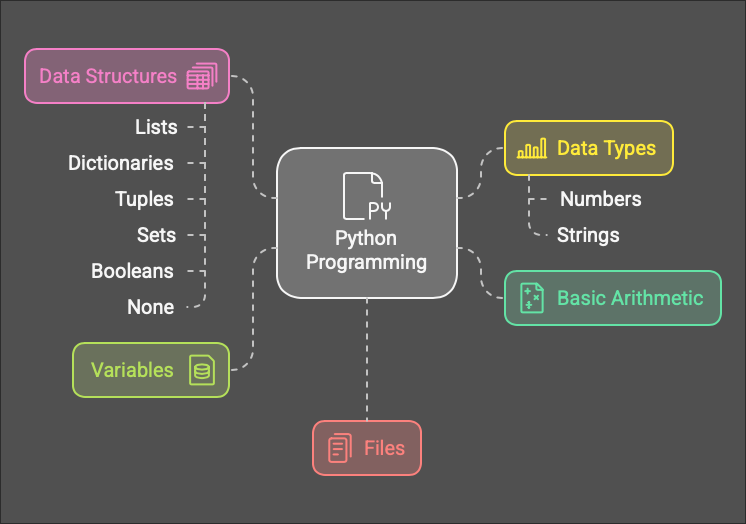 Data Structures
Lists
Dictionaries
Tuples
Sets
Booleans
None
Variables
PY
Python
Programming
Files
Data Types
Numbers
Strings
Basic Arithmetic